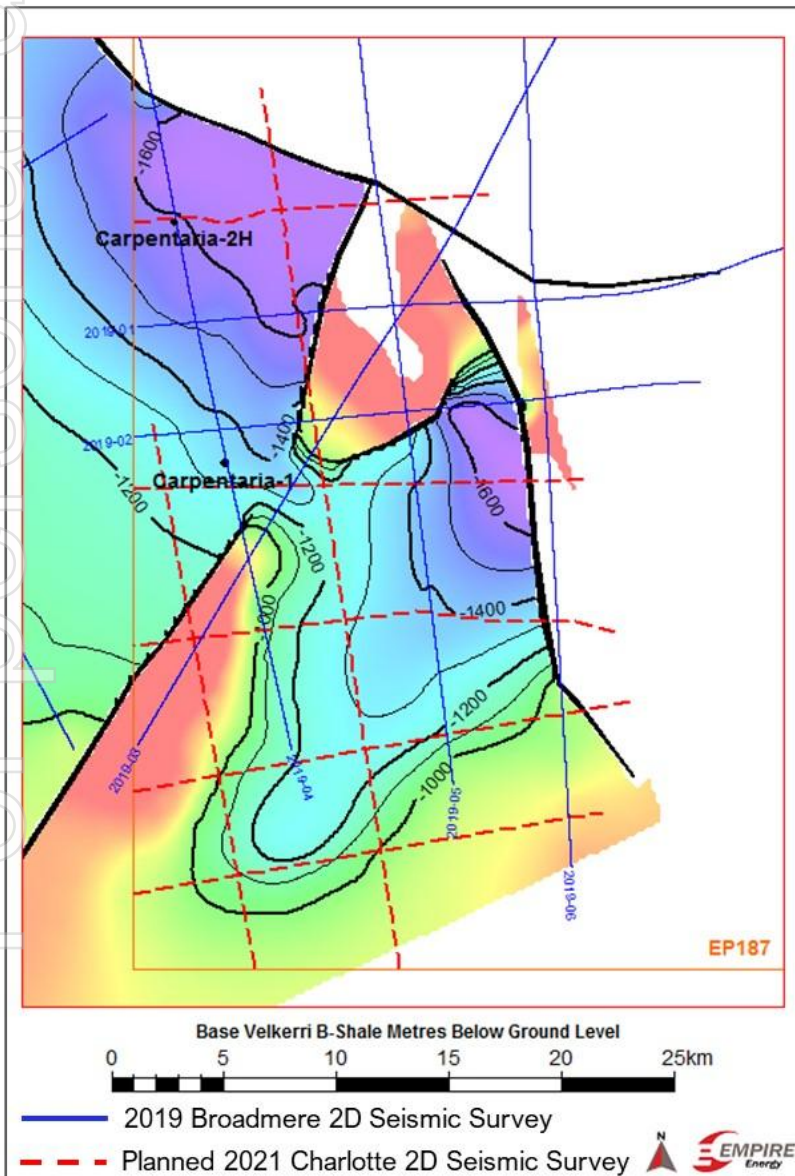 -1600
Carpentaria-2H
2019-01
2019-02
-1400
Carpentaria-1
-1200
-1600
-1200
-1000
-1400
-1200
-1000
2019-03
2019-04
2019-05
2019-06
EP187
Base Velkerri B-Shale Metres Below Ground Level
0 5 10 15 20 25km
2019 Broadmere 2D Seismic Survey
Planned 2021 Charlotte 2D Seismic Survey
N
EMPIRE
Energy